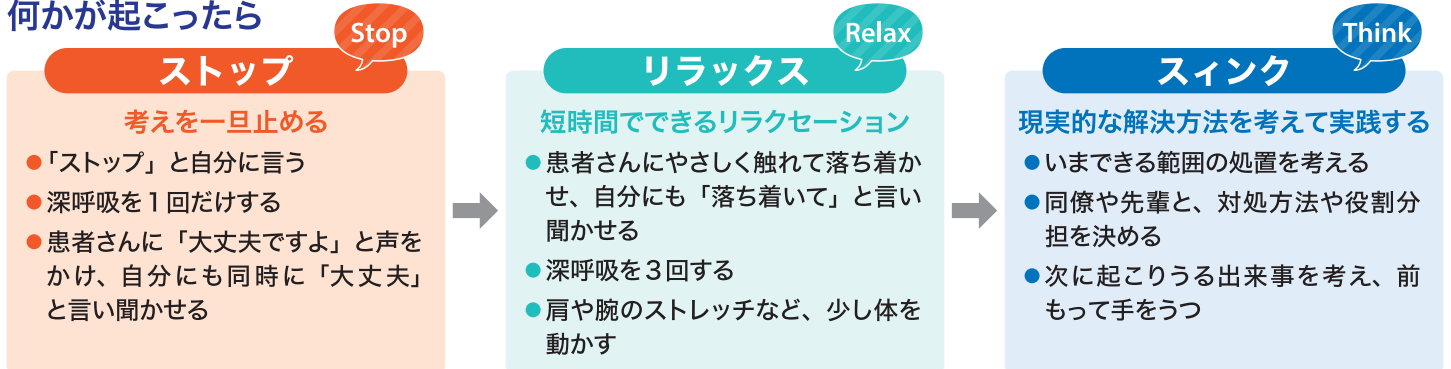 何かが起こったら
Stop
ストップ
考えを一旦止める
●「ストップ」と自分に言う
●深呼吸を1回だけする
●患者さんに「大丈夫ですよ」と声を
かけ、自分にも同時に「大丈夫」
と言い聞かせる
Relax
リラックス
短時間でできるリラクセーション
●患者さんにやさしく触れて落ち着か
せ、自分にも「落ち着いて」と言い
聞かせる
●深呼吸を3回する
●肩や腕のストレッチなど、少し体を
動かす
Think
スィンク
現実的な解決方法を考えて実践する
●いまできる範囲の処置を考える
●同僚や先輩と、対処方法や役割分
担を決める
●次に起こりうる出来事を考え、前
もって手をうつ